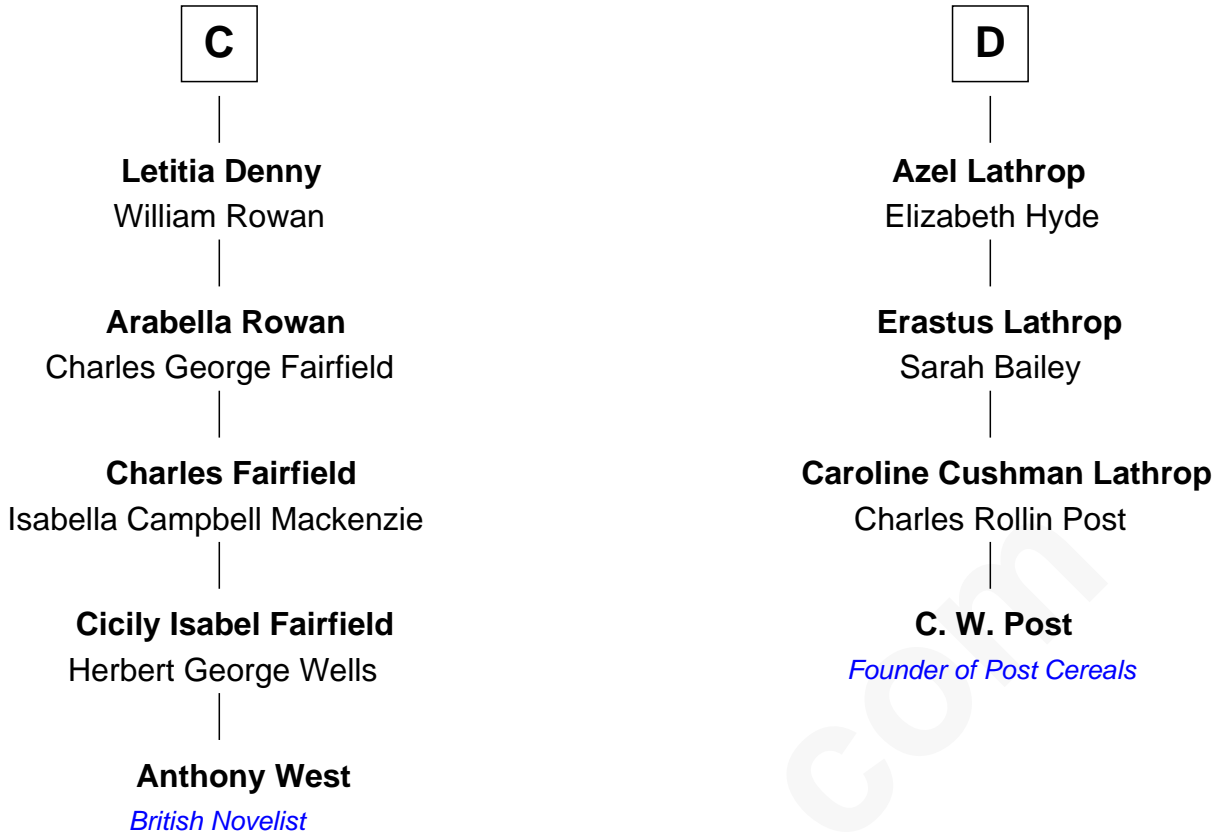 C
Letitia Denny
William Rowan
Arabella Rowan
Charles George Fairfield
Charles Fairfield
Isabella Campbell Mackenzie
Cicily Isabel Fairfield
Herbert George Wells
Anthony West
British Novelist
D
Azel Lathrop
Elizabeth Hyde
Erastus Lathrop
Sarah Bailey
Caroline Cushman Lathrop
Charles Rollin Post
C. W. Post
Founder of Post Cereals
com